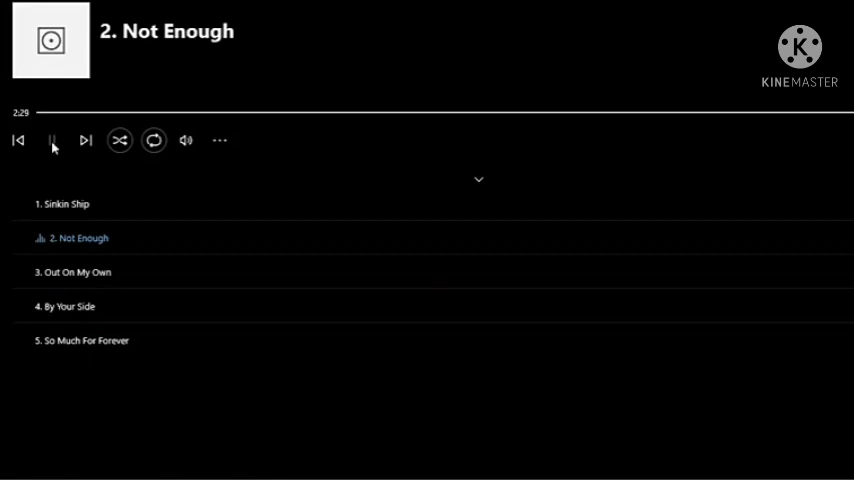 2. Not Enough
K
KINEMASTER
2:29
1. Sinkin Ship
2. Not Enough
3. Out On My Own
4. By Your Side
5. So Much For Forever